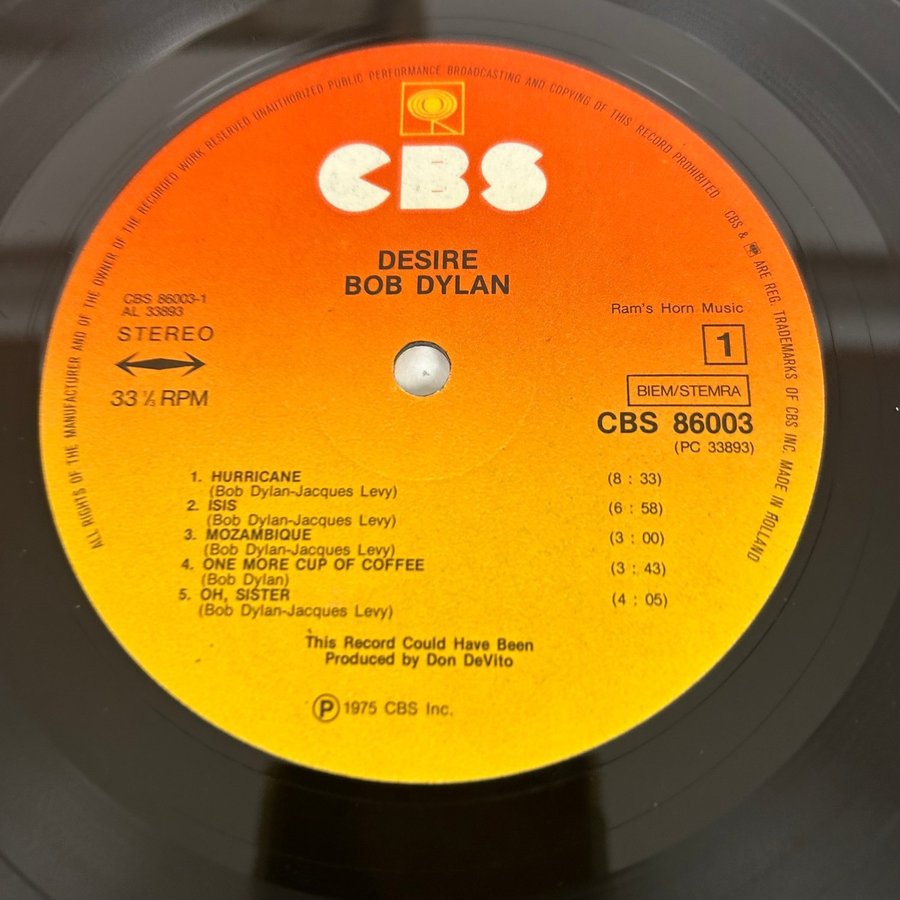 ALL RIGHTS OF THE MANUFACTURER AND OF THE OWNER OF THE RECORDED WORK RESERVED UNAUTHORIZED PUBLIC PERFORMANCE BROADCASTING AND COPYING OF THIS RECORD PROHIBITED CBS & ARE REG. TRADEMARKS OF CBS INC. MADE IN HOLLAND
CBS
DESIRE
BOB DYLAN
CBS 86003-1
AL 33893
STEREO
33 ⅓ RPM
Ram's Horn Music
1
BIEM/STEMRA
CBS 86003
(PC 33893)
1. HURRICANE (8 : 33)
(Bob Dylan-Jacques Levy)
2. ISIS (6 : 58)
(Bob Dylan-Jacques Levy)
3. MOZAMBIQUE (3 : 00)
(Bob Dylan-Jacques Levy)
4. ONE MORE CUP OF COFFEE (3 : 43)
(Bob Dylan)
5. OH, SISTER (4 : 05)
(Bob Dylan-Jacques Levy)
This Record Could Have Been
Produced by Don DeVito
Ⓟ 1975 CBS Inc.